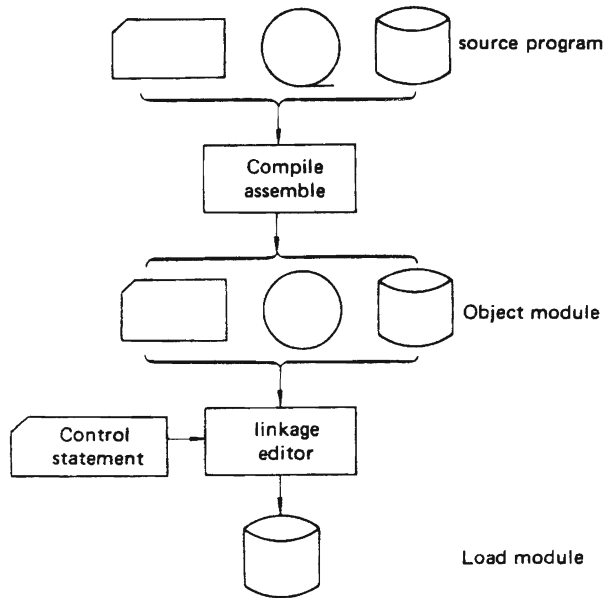 source program
Compile
assemble
Object module
Control
statement
linkage
editor
Load module